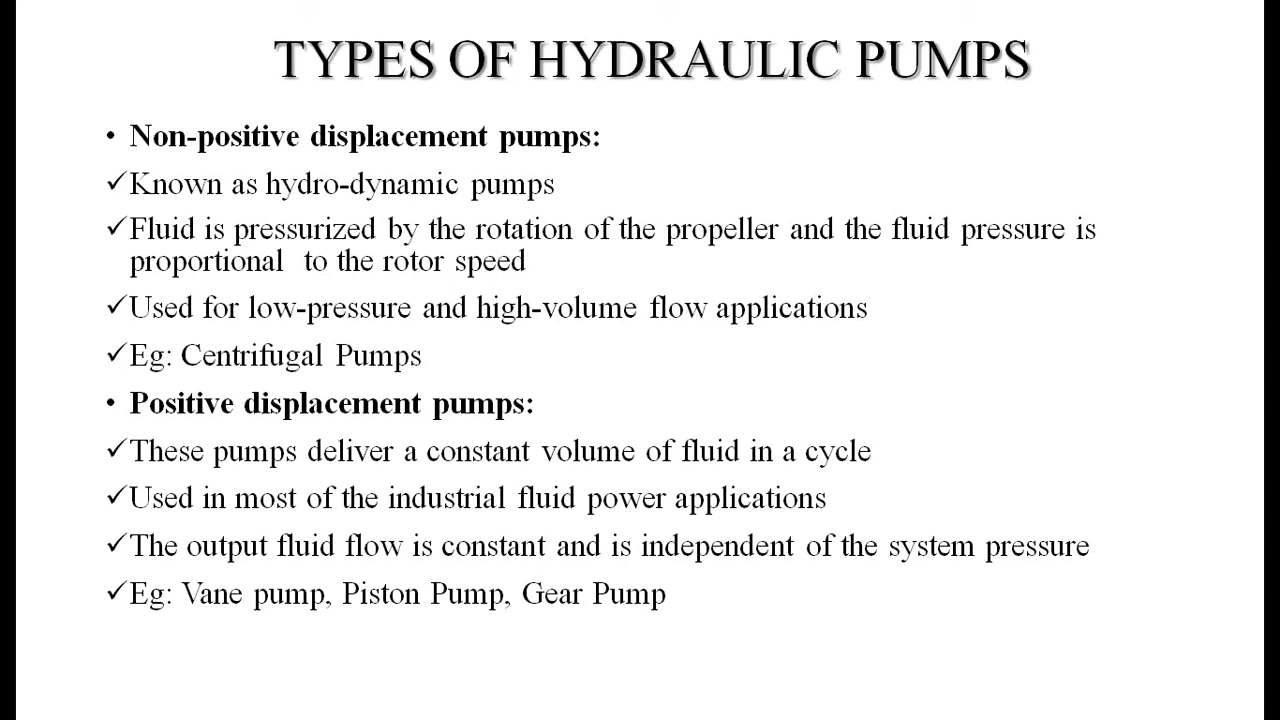 TYPES OF HYDRAULIC PUMPS
• Non-positive displacement pumps:
✓Known as hydro-dynamic pumps
✓Fluid is pressurized by the rotation of the propeller and the fluid pressure is
proportional to the rotor speed
✓Used for low-pressure and high-volume flow applications
✓Eg: Centrifugal Pumps
• Positive displacement pumps:
✓These pumps deliver a constant volume of fluid in a cycle
✓Used in most of the industrial fluid power applications
✓The output fluid flow is constant and is independent of the system pressure
✓Eg: Vane pump, Piston Pump, Gear Pump